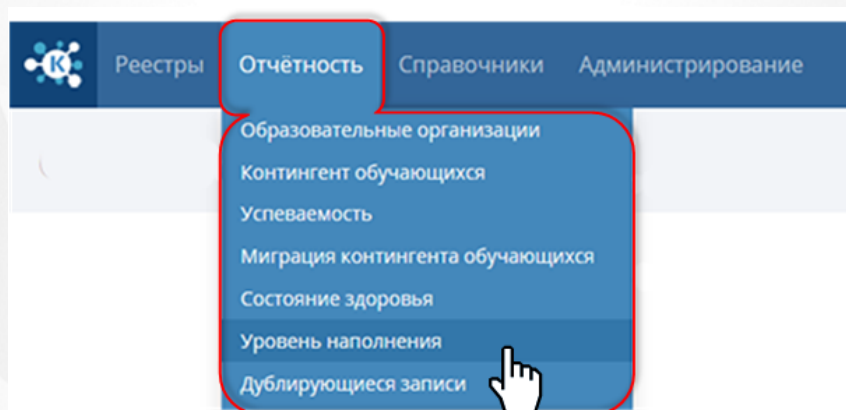 К Реестры Отчётность Справочники Администрирование
Образовательные организации
Контингент обучающихся
Успеваемость
Миграция контингента обучающихся
Состояние здоровья
Уровень наполнения
Дублирующиеся записи